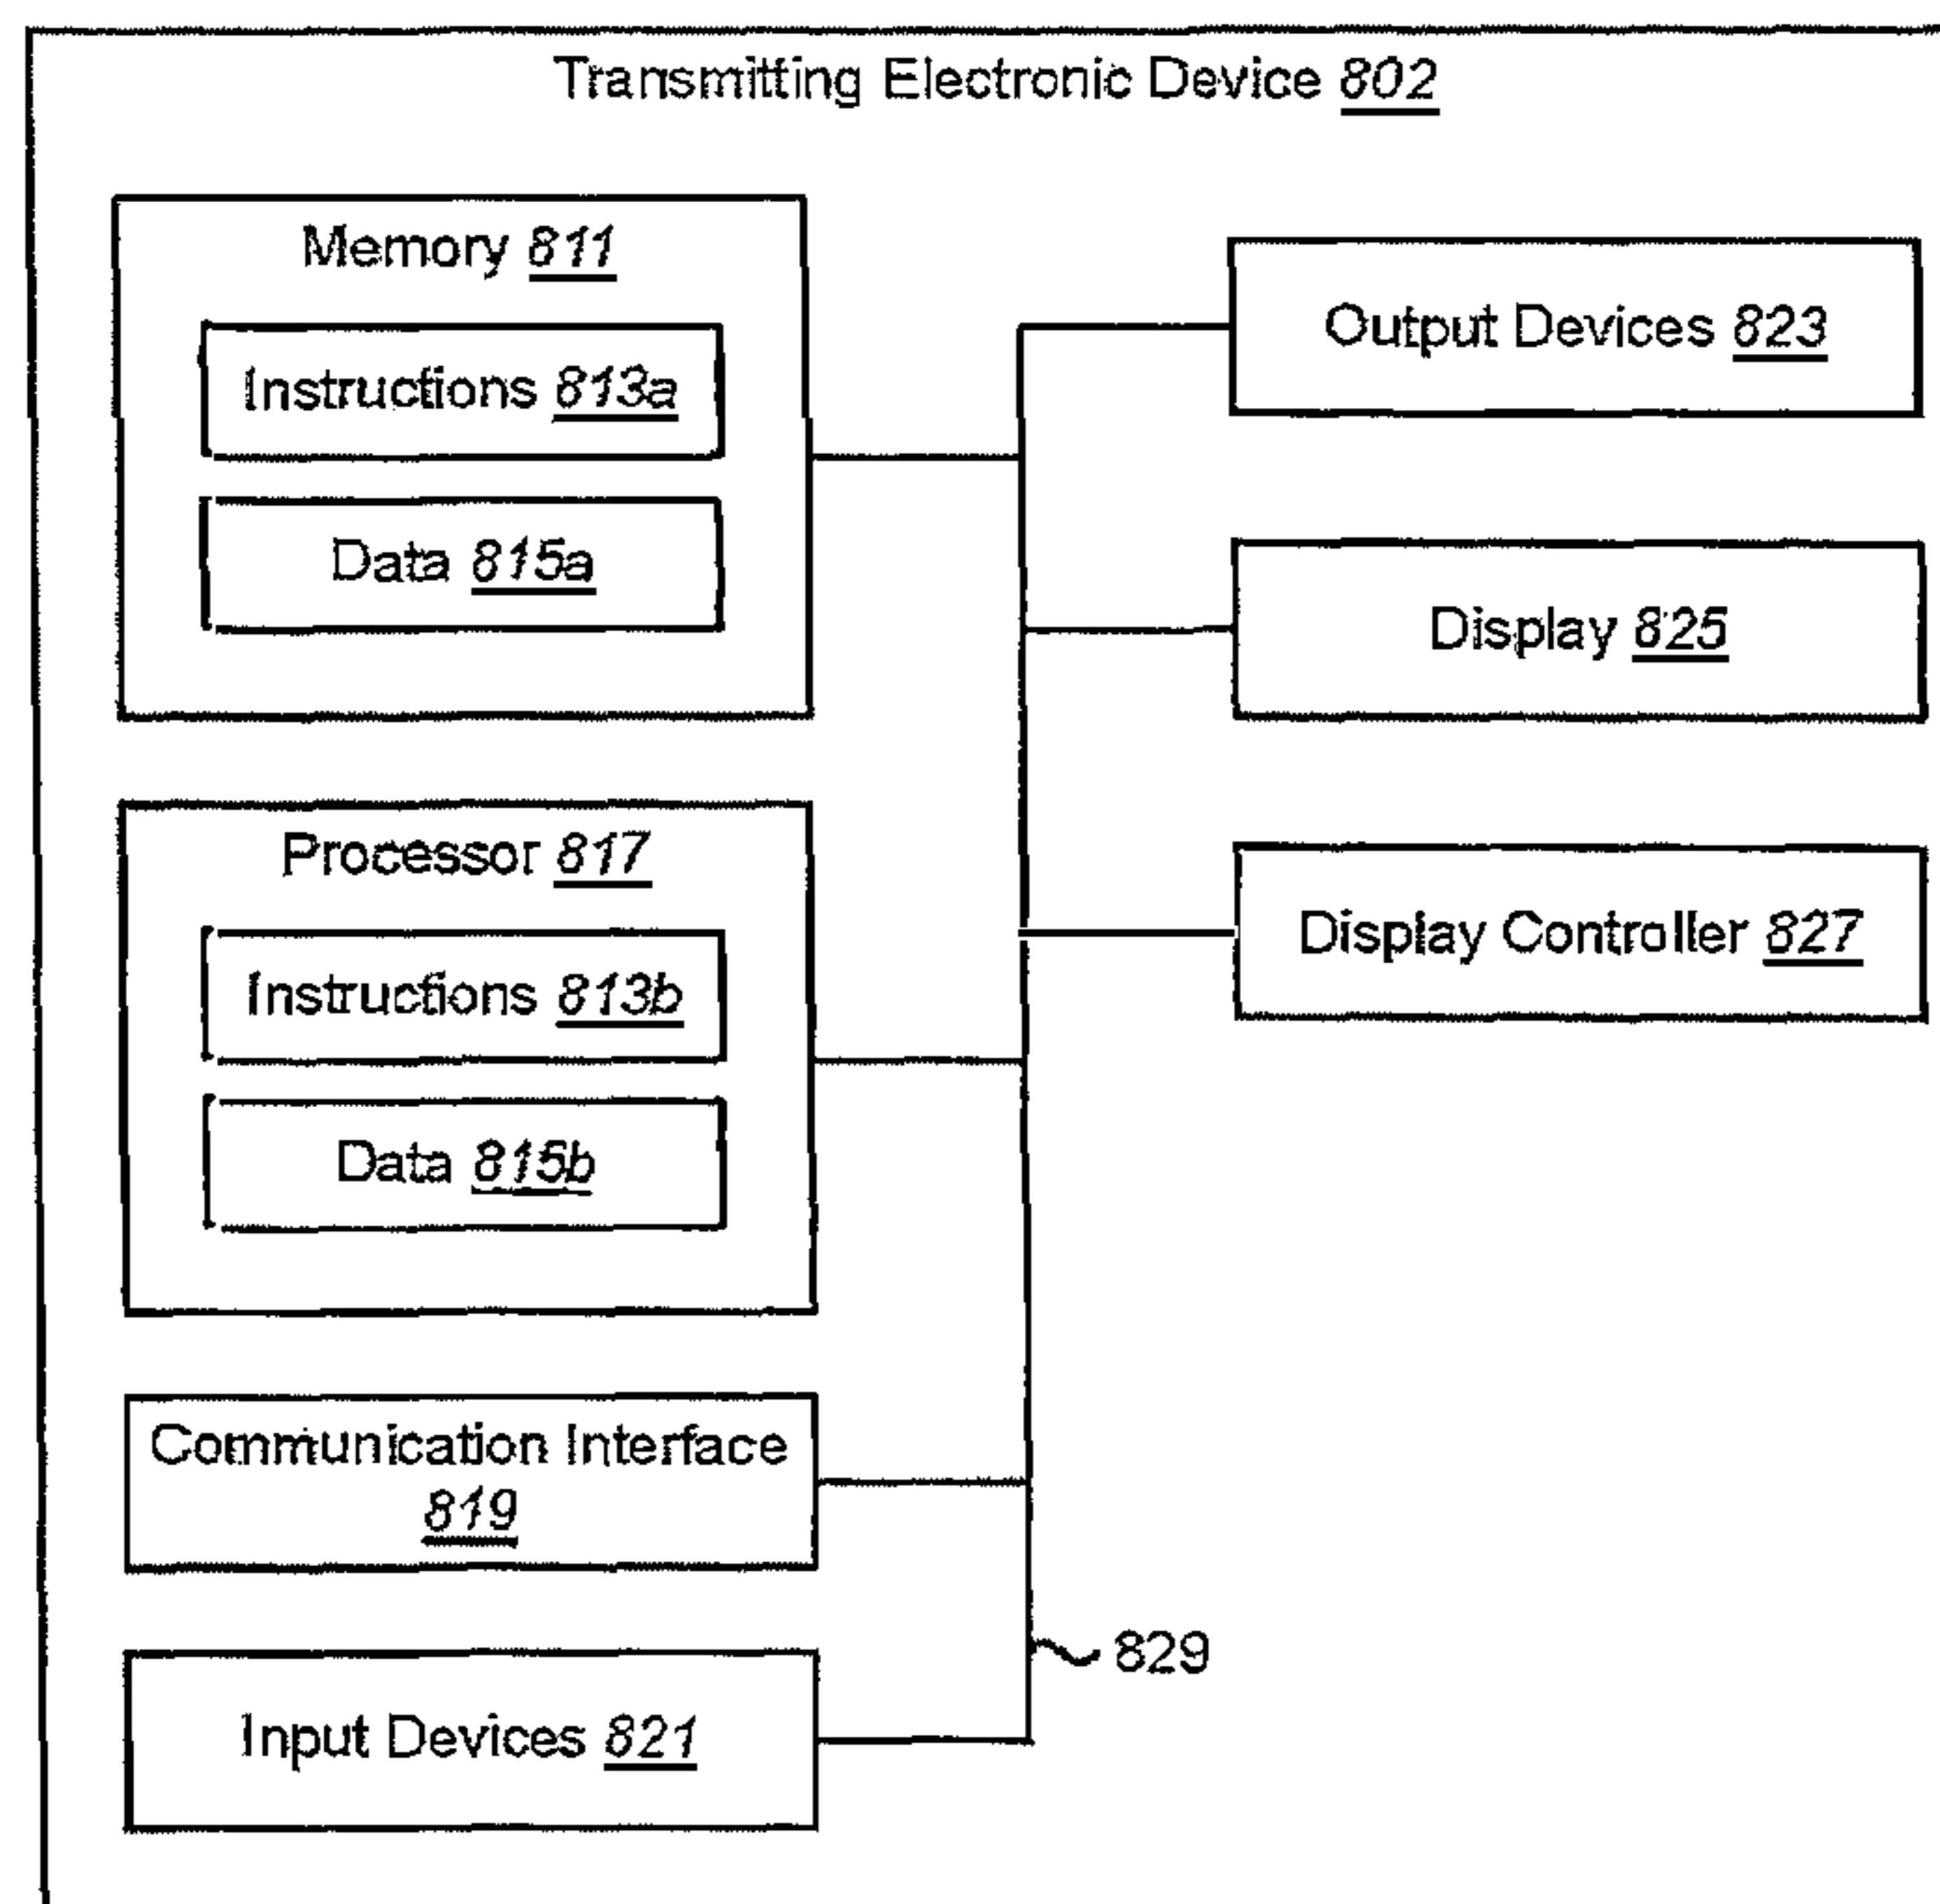 Transmitting Electronic Device 802
Memory 811
Instructions 813a
Data 815a
Processor 817
Instructions 813b
Data 815b
Communication Interface
819
Input Devices 821
Output Devices 823
Display 825
Display Controller 827
829